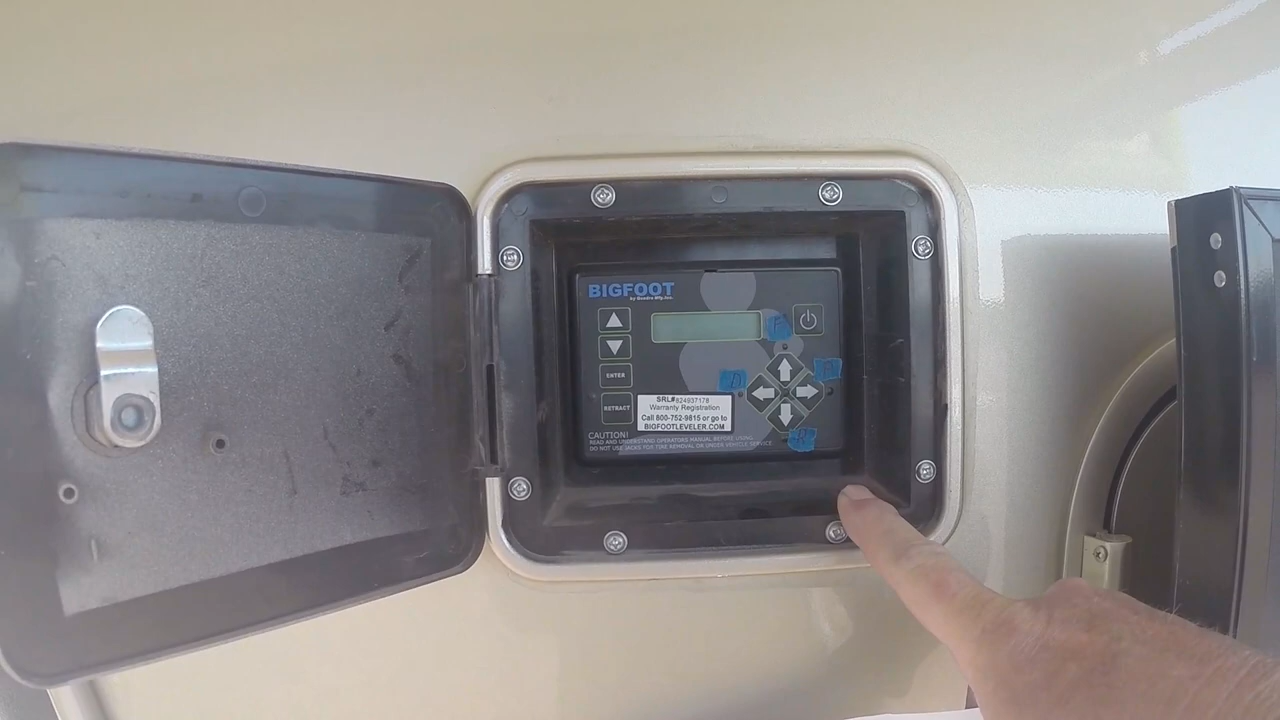 BIGFOOT
by Quadra Mfg. Inc.
ENTER
RETRACT
SRL#824937178
Warranty Registration
Call 800-752-9815 or go to
BIGFOOTLEVELER.COM
CAUTION!
READ AND UNDERSTAND OPERATORS MANUAL BEFORE USING.
DO NOT USE JACKS FOR TIRE REMOVAL OR UNDER VEHICLE SERVICE